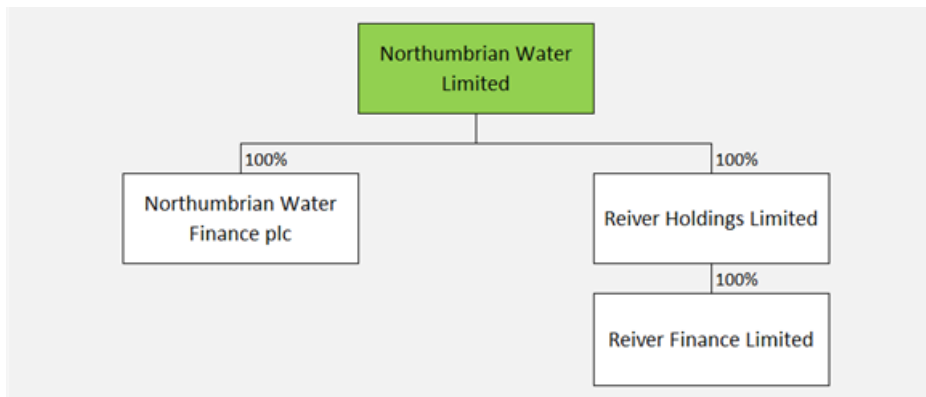 Northumbrian Water
Limited
100%
100%
Northumbrian Water
Finance plc
Reiver Holdings Limited
100%
Reiver Finance Limited